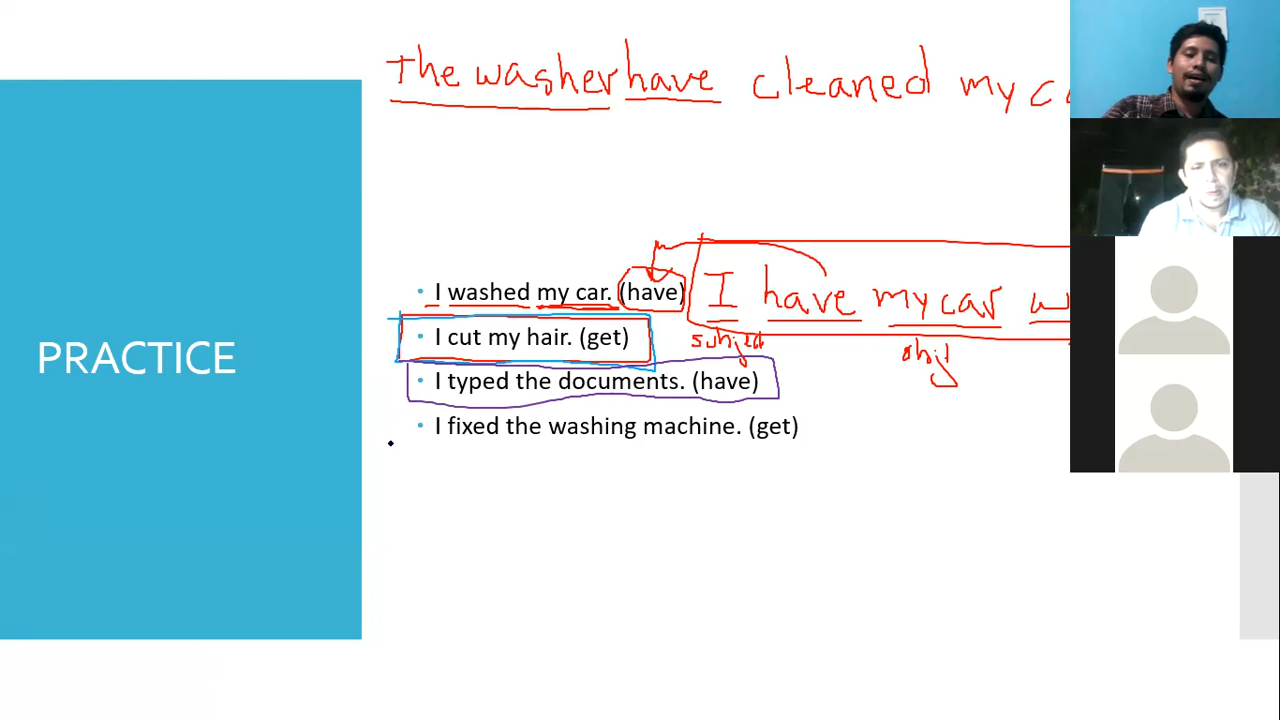 The washer have cleaned my
I have my car
subject
obj
PRACTICE
• I washed my car. (have)
• I cut my hair. (get)
• I typed the documents. (have)
• I fixed the washing machine. (get)